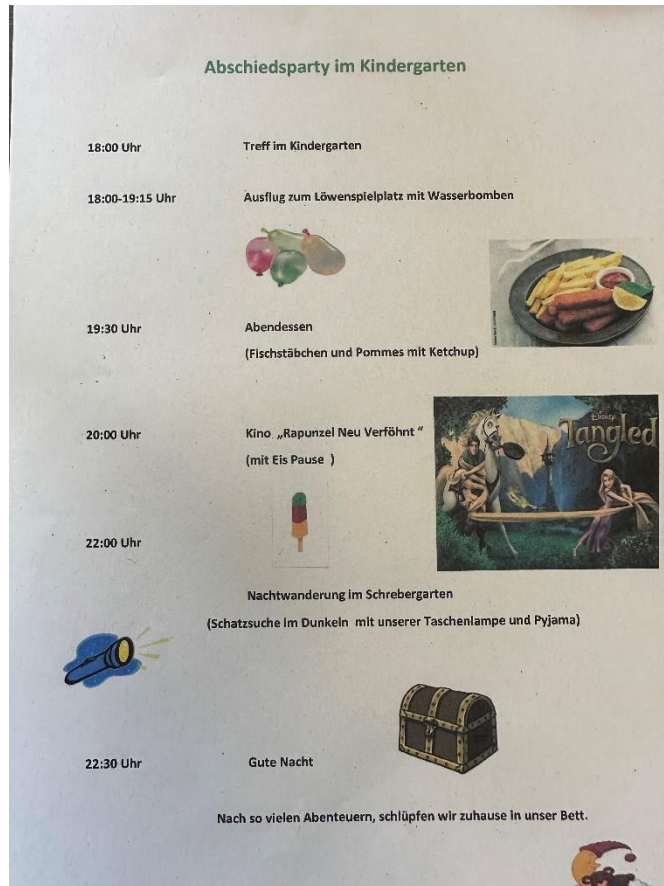 Abschiedsparty im Kindergarten
18:00 Uhr Treff im Kindergarten
18:00-19:15 Uhr Ausflug zum Löwenspielplatz mit Wasserbomben
19:30 Uhr Abendessen
(Fischstäbchen und Pommes mit Ketchup)
20:00 Uhr Kino „Rapunzel Neu Verföhnt “
(mit Eis Pause )
Disney
Tangled
22:00 Uhr
Nachtwanderung im Schrebergarten
(Schatzsuche im Dunkeln mit unserer Taschenlampe und Pyjama)
22:30 Uhr Gute Nacht
Nach so vielen Abenteuern, schlüpfen wir zuhause in unser Bett.